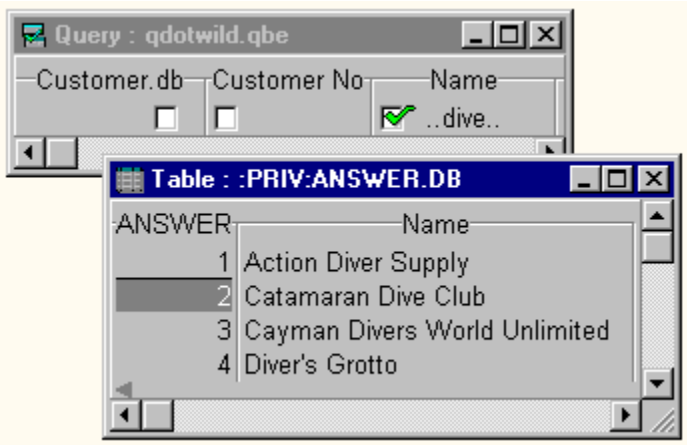 Query : qdotwild.qbe
Customer.db Customer No Name
..dive..
Table : :PRIV:ANSWER.DB
ANSWER Name
1 Action Diver Supply
2 Catamaran Dive Club
3 Cayman Divers World Unlimited
4 Diver's Grotto